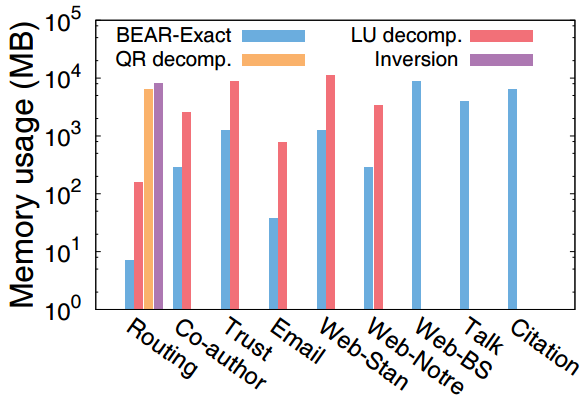 Memory usage (MB)
10^5
10^4
10^3
10^2
10^1
10^0
BEAR-Exact
LU decomp.
QR decomp.
Inversion
Routing
Co-author
Trust
Email
Web-Stan
Web-Notre
Web-BS
Talk
Citation